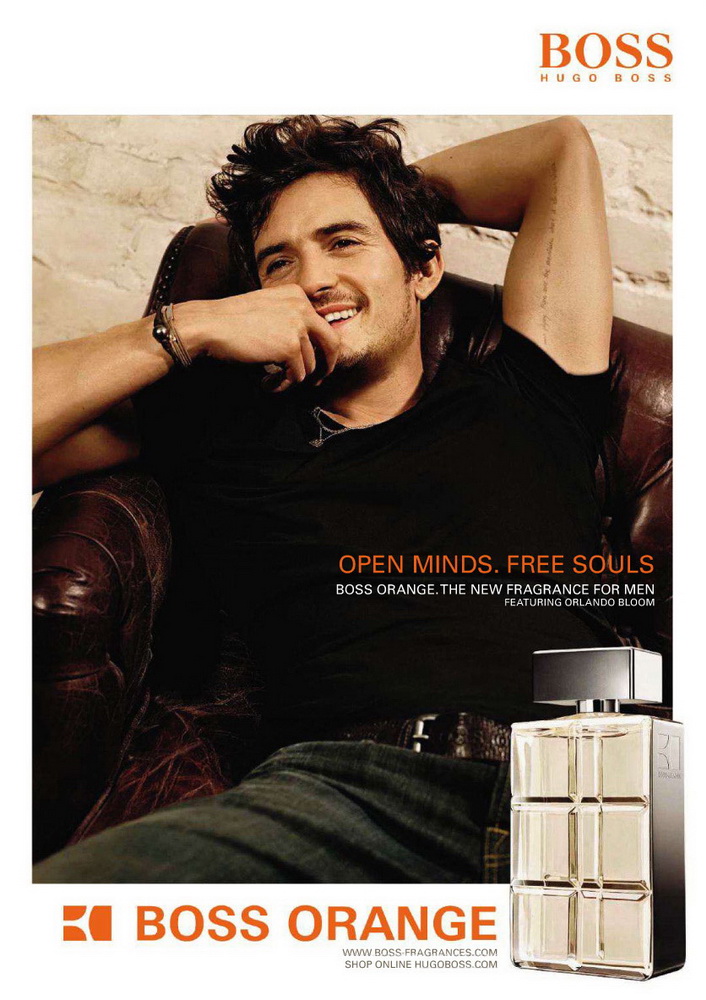 BOSS
HUGO BOSS
OPEN MINDS. FREE SOULS
BOSS ORANGE. THE NEW FRAGRANCE FOR MEN
FEATURING ORLANDO BLOOM
BOSS ORANGE
WWW.BOSS-FRAGRANCES.COM
SHOP ONLINE HUGOBOSS.COM